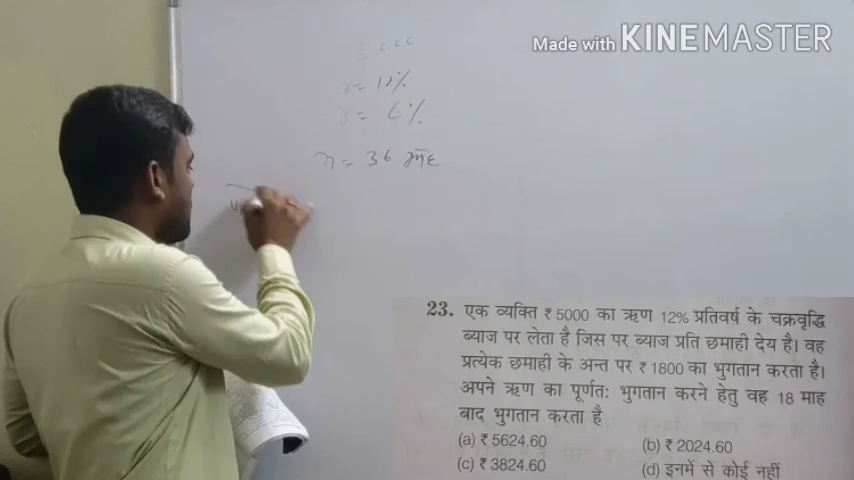 Made with KINEMASTER
r = 12%
r = 6%
n = 36 माह
23. एक व्यक्ति ₹ 5000 का ऋण 12% प्रतिवर्ष के चक्रवृद्धि
ब्याज पर लेता है जिस पर ब्याज प्रति छमाही देय है। वह
प्रत्येक छमाही के अन्त पर ₹ 1800 का भुगतान करता है।
अपने ऋण का पूर्णत: भुगतान करने हेतु वह 18 माह
बाद भुगतान करता है
(a) ₹ 5624.60 (b) ₹ 2024.60
(c) ₹ 3824.60 (d) इनमें से कोई नहीं